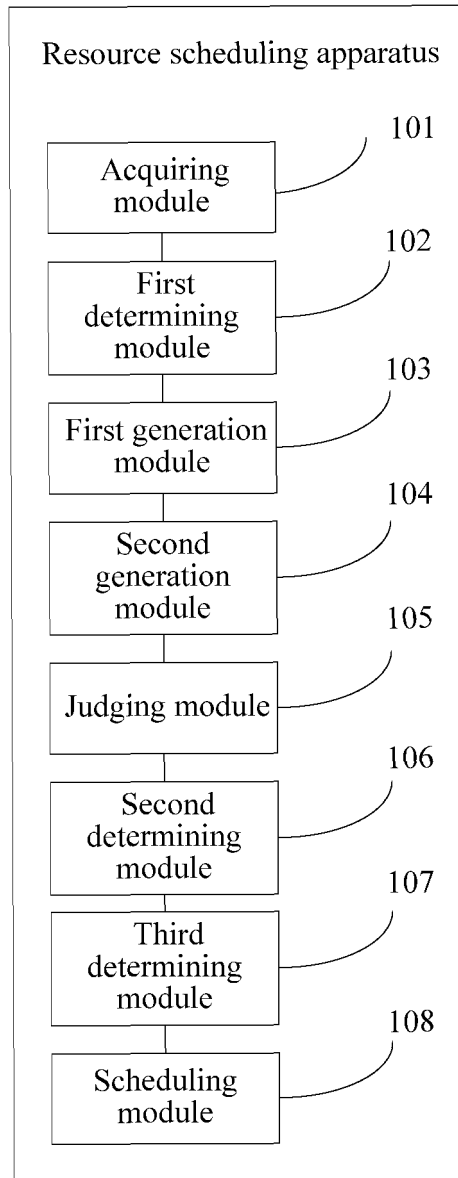 Resource scheduling apparatus
101
Acquiring
module
102
First
determining
module
103
First generation
module
104
Second
generation
module
105
Judging module
106
Second
determining
module
107
Third
determining
module
108
Scheduling
module